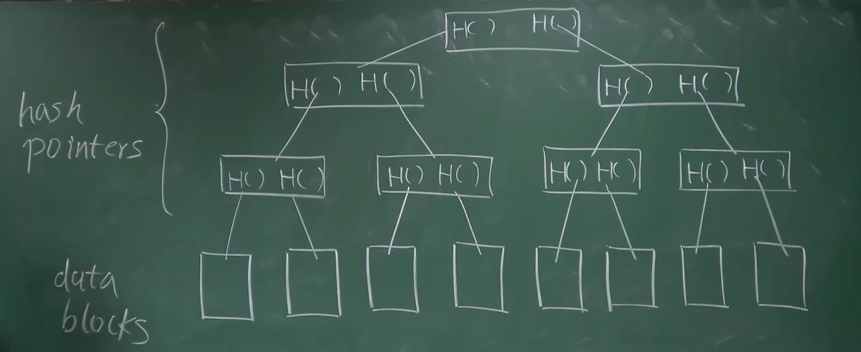 H( ) H( )
H( ) H( ) H( ) H( )
hash
pointers
H( ) H( ) H( ) H( ) H( ) H( ) H( ) H( )
data
blocks